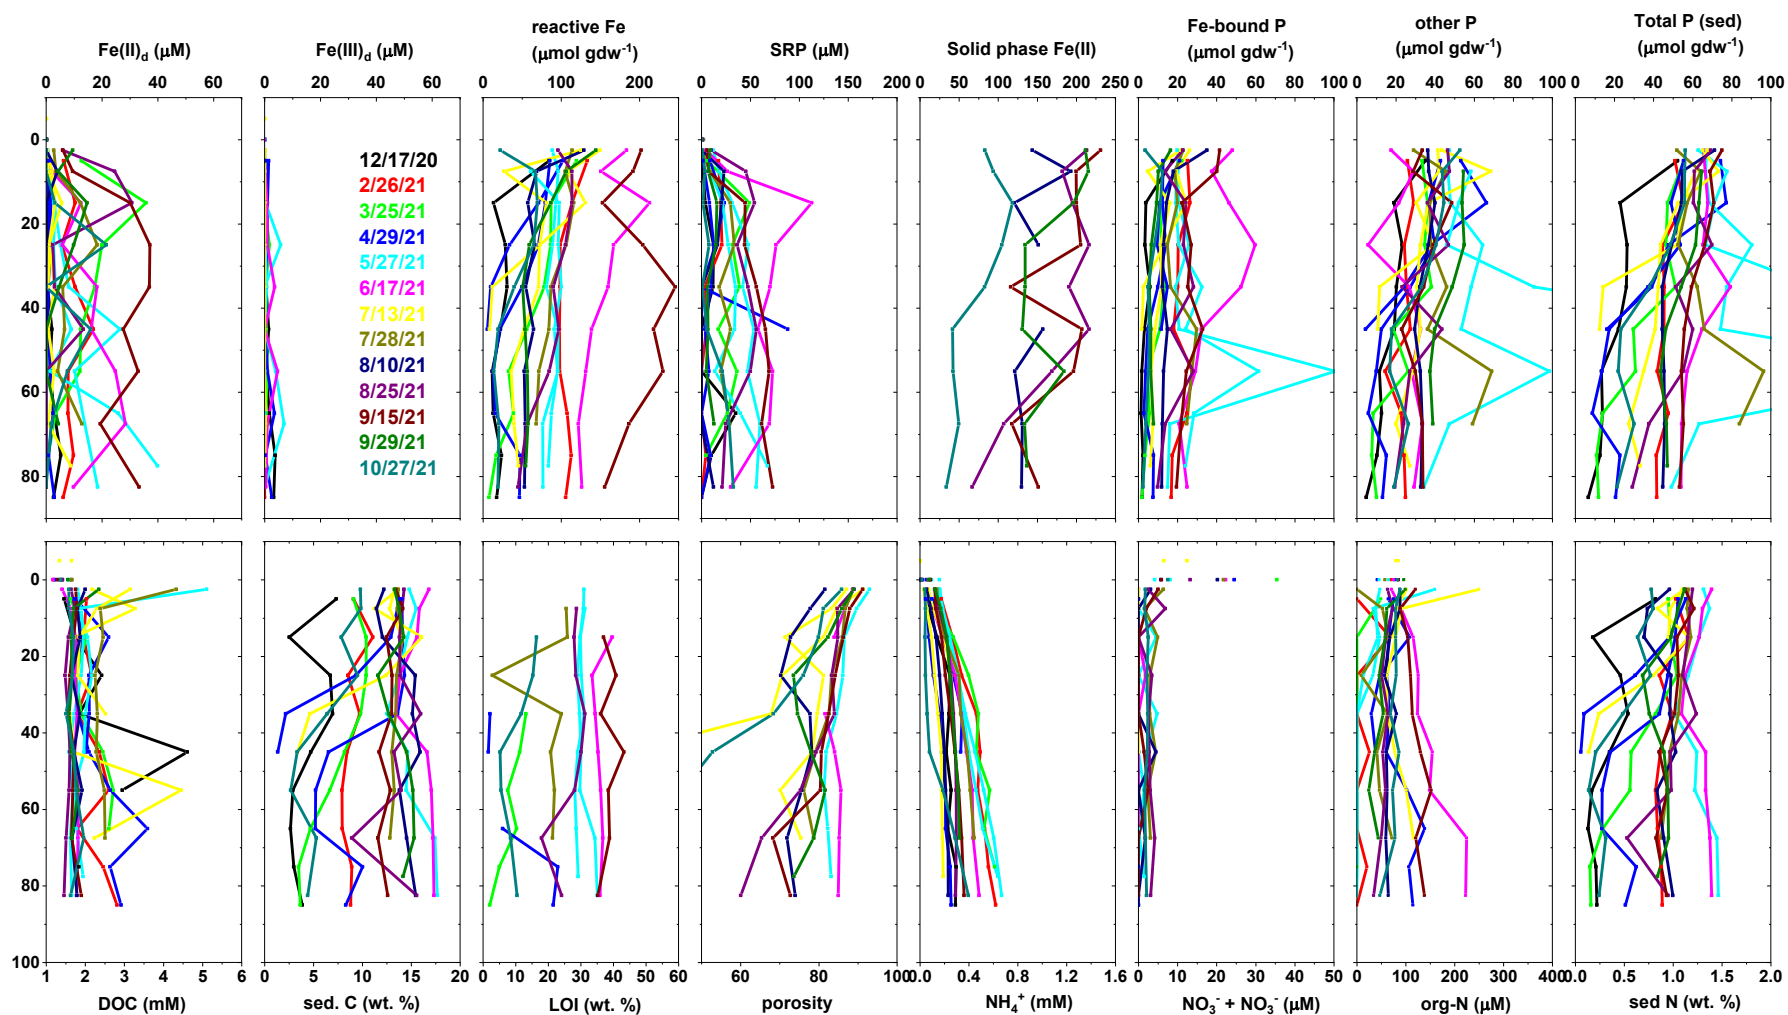 reactive Fe
Fe-bound P
other P
Total P (sed)
Fe(II)d (μM)
Fe(III)d (μM)
(μmol gdw⁻¹)
SRP (μM)
Solid phase Fe(II)
(μmol gdw⁻¹)
(μmol gdw⁻¹)
(μmol gdw⁻¹)
0 20 40 60
0 20 40 60
0 50 100 150 200
0 50 100 150 200
0 50 100 150 200
0 20 40 60 80 100
0 20 40 60 80 100
0 20 40 60 80 100
0
20
40
60
80
12/17/20
2/26/21
3/25/21
4/29/21
5/27/21
6/17/21
7/13/21
7/28/21
8/10/21
8/25/21
9/15/21
9/29/21
10/27/21
0
20
40
60
80
100
1 2 3 4 5 6
0 5 10 15 20
0 10 20 30 40 50 60
60 80 100
0.0 0.4 0.8 1.2 1.6
0 10 20 30 40 50
0 100 200 300 400
0.0 0.5 1.0 1.5 2.0
DOC (mM)
sed. C (wt. %)
LOI (wt. %)
porosity
NH₄⁺ (mM)
NO₃⁻ + NO₃⁻ (μM)
org-N (μM)
sed N (wt. %)